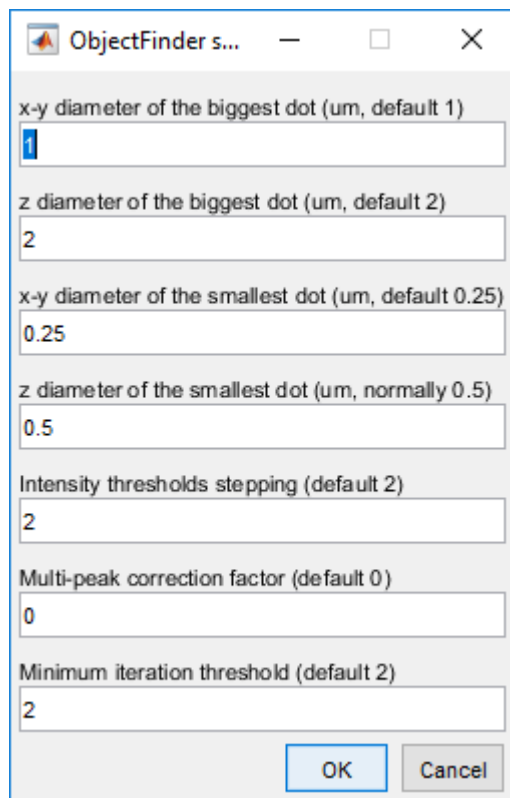 ObjectFinder s...
x-y diameter of the biggest dot (um, default 1)
1
z diameter of the biggest dot (um, default 2)
2
x-y diameter of the smallest dot (um, default 0.25)
0.25
z diameter of the smallest dot (um, normally 0.5)
0.5
Intensity thresholds stepping (default 2)
2
Multi-peak correction factor (default 0)
0
Minimum iteration threshold (default 2)
2
OK Cancel